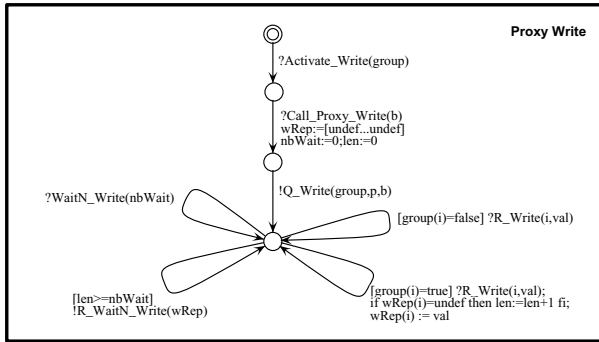 Proxy Write
?Activate_Write(group)
?Call_Proxy_Write(b)
wRep:=[undef...undef]
nbWait:=0;len:=0
!Q_Write(group,p,b)
?WaitN_Write(nbWait)
[group(i)=false] ?R_Write(i,val)
[len>=nbWait]
!R_WaitN_Write(wRep)
[group(i)=true] ?R_Write(i,val);
if wRep(i)=undef then len:=len+1 fi;
wRep(i) := val